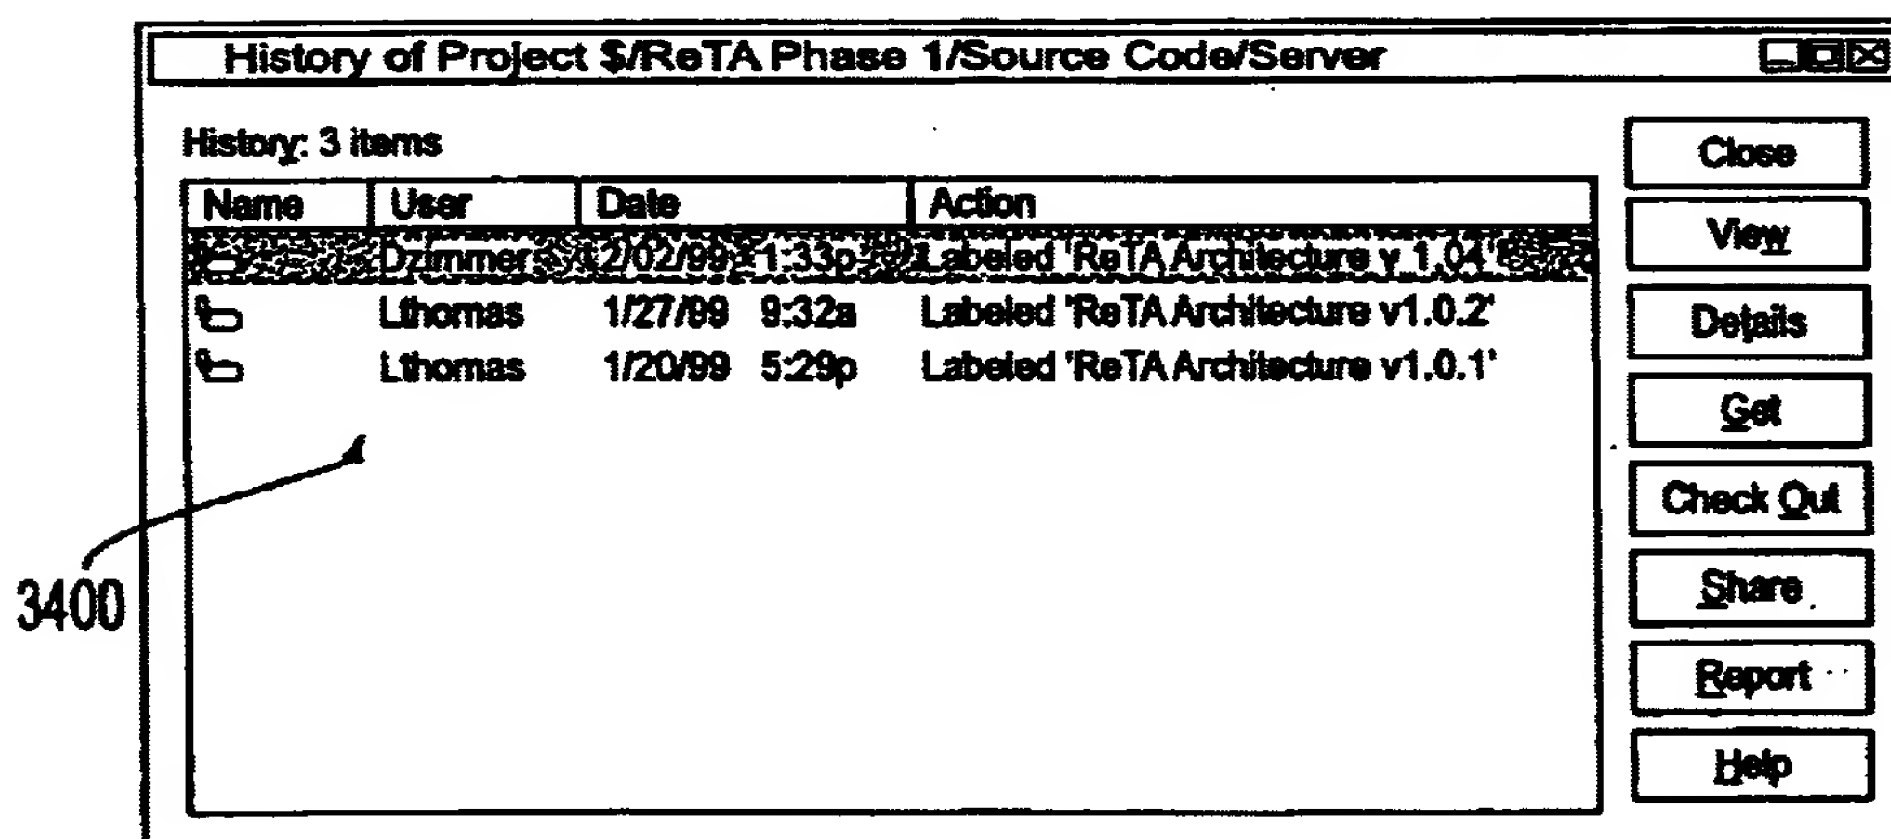 History of Project $/ReTA Phase 1/Source Code/Server
History: 3 items
Name User Date Action
Dzimmer 2/02/99 1:33p Labeled 'ReTA Architecture v 1.04'
Lthomas 1/27/99 9:32a Labeled 'ReTA Architecture v1.0.2'
Lthomas 1/20/99 5:29p Labeled 'ReTA Architecture v1.0.1'
Close
View
Details
Get
Check Out
Share
Report
Help
3400